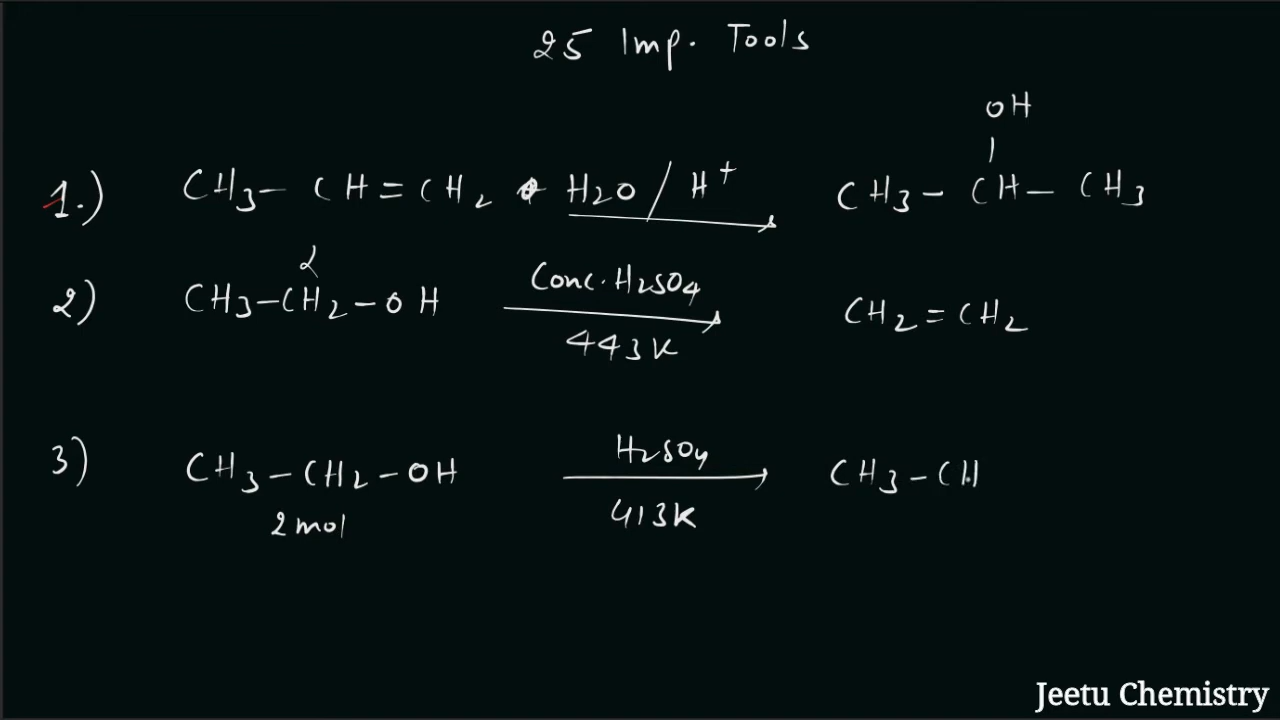 25 Imp. Tools
OH
1.) CH3- CH=CH2 H2O/H+ CH3-CH-CH3
α
2) CH3-CH2-OH Conc.H2SO4 CH2=CH2
443K
3) CH3-CH2-OH H2SO4 CH3-CH
2mol 413K
Jeetu Chemistry